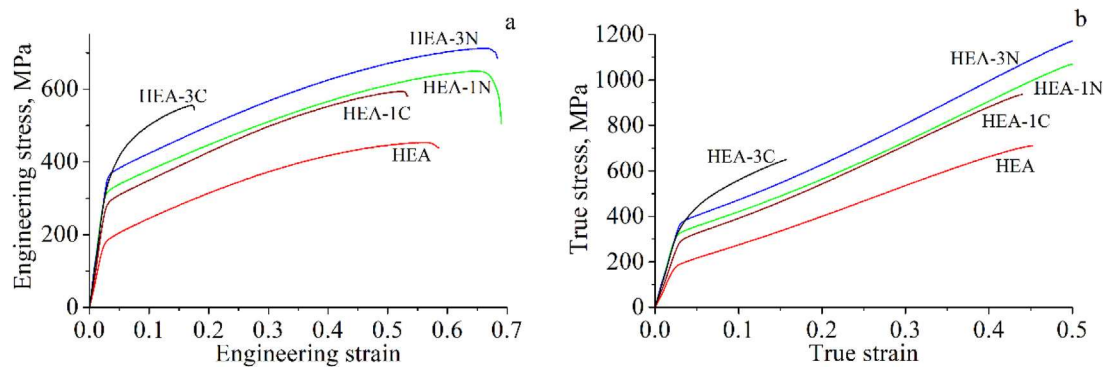 a
Engineering stress, MPa
600
400
200
0
HEA-3N
HEA-3C
HEA-1N
HEA-1C
HEA
0.0 0.1 0.2 0.3 0.4 0.5 0.6 0.7
Engineering strain
b
True stress, MPa
1200
1000
800
600
400
200
0
HEA-3N
HEA-1N
HEA-1C
HEA-3C
HEA
0.0 0.1 0.2 0.3 0.4 0.5
True strain